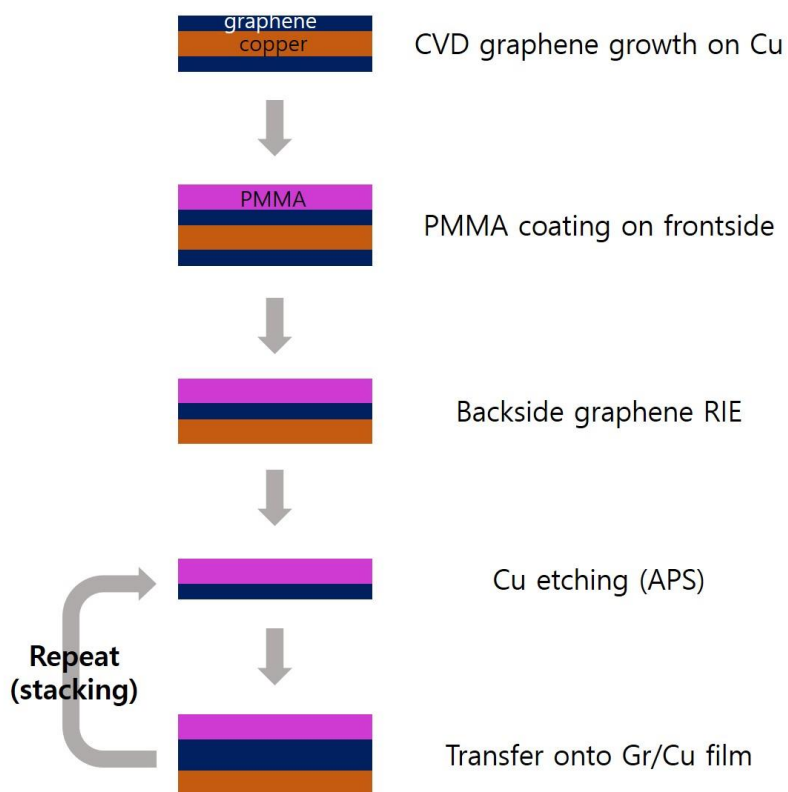 graphene
copper
CVD graphene growth on Cu
PMMA
PMMA coating on frontside
Backside graphene RIE
Cu etching (APS)
Repeat
(stacking)
Transfer onto Gr/Cu film